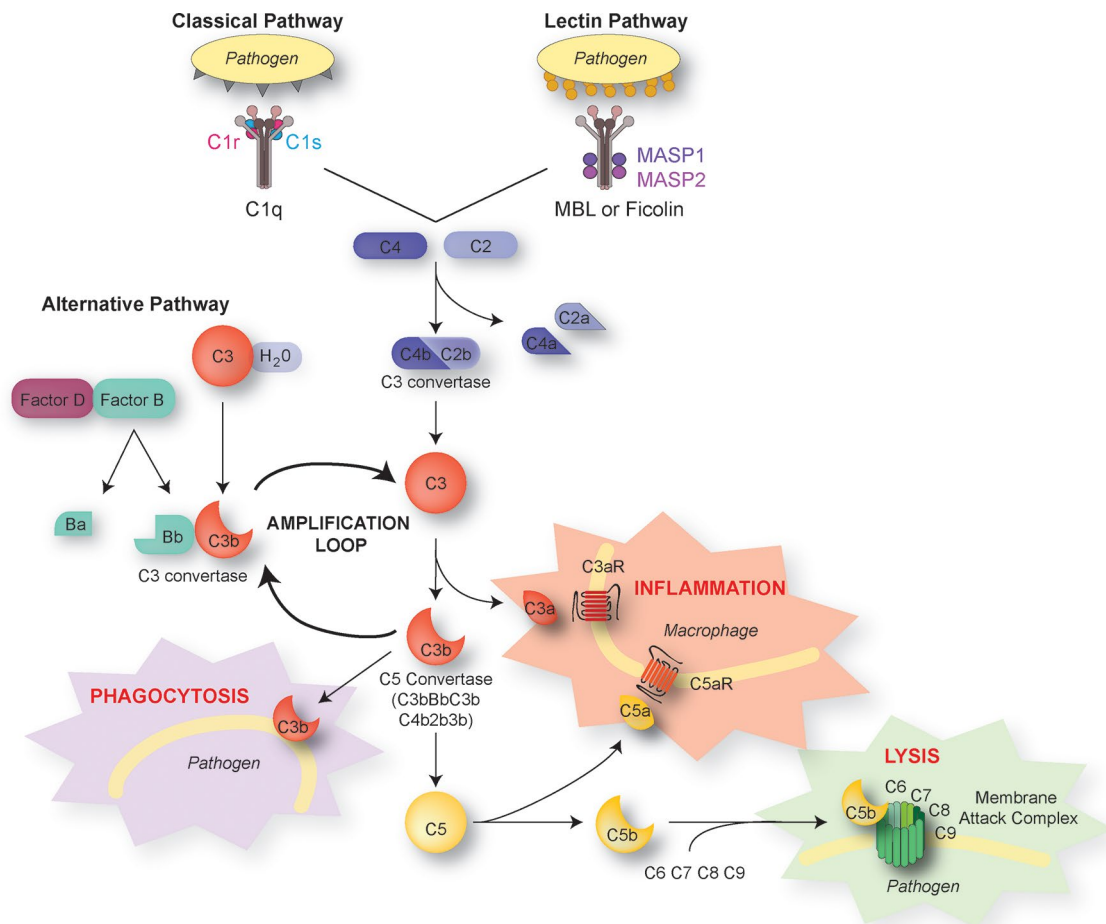 Classical Pathway
Lectin Pathway
Pathogen
Pathogen
C1r
C1s
C1q
MASP1
MASP2
MBL or Ficolin
C4
C2
Alternative Pathway
C2a
C4a
C3
H20
C4b
C2b
C3 convertase
Factor D
Factor B
C3
Ba
Bb
C3b
C3 convertase
AMPLIFICATION
LOOP
C3aR
C3a
INFLAMMATION
Macrophage
C5aR
C5a
C3b
C5 Convertase
(C3bBbC3b
C4b2b3b)
PHAGOCYTOSIS
C3b
Pathogen
C5
C5b
C6 C7 C8 C9
LYSIS
C6
C7
C8
C9
C5b
Membrane
Attack Complex
Pathogen